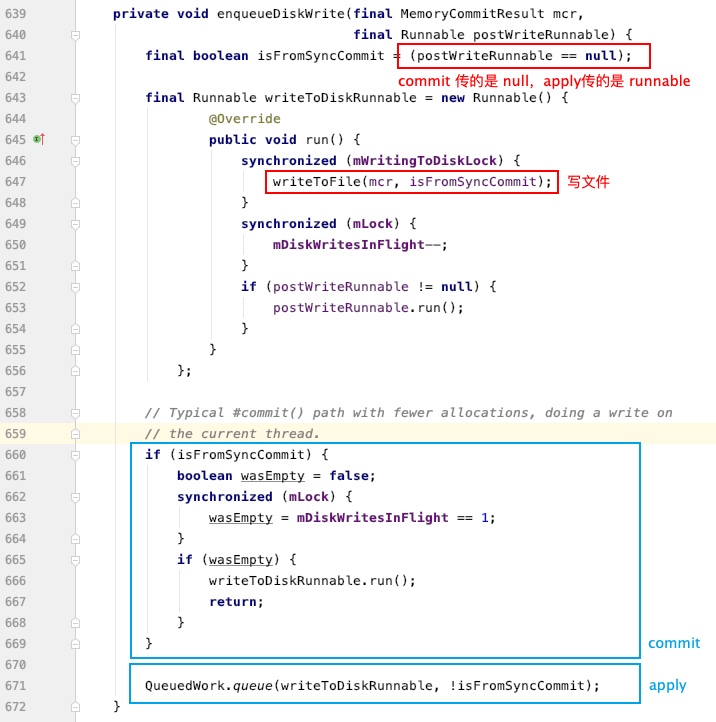 639 private void enqueueDiskWrite(final MemoryCommitResult mcr,
640 final Runnable postWriteRunnable) {
641 final boolean isFromSyncCommit = (postWriteRunnable == null);
642 commit 传的是 null，apply传的是 runnable
643 final Runnable writeToDiskRunnable = new Runnable() {
644 @Override
645 public void run() {
646 synchronized (mWritingToDiskLock) {
647 writeToFile(mcr, isFromSyncCommit); 写文件
648 }
649 synchronized (mLock) {
650 mDiskWritesInFlight--;
651 }
652 if (postWriteRunnable != null) {
653 postWriteRunnable.run();
654 }
655 }
656 };
657
658 // Typical #commit() path with fewer allocations, doing a write on
659 // the current thread.
660 if (isFromSyncCommit) {
661 boolean wasEmpty = false;
662 synchronized (mLock) {
663 wasEmpty = mDiskWritesInFlight == 1;
664 }
665 if (wasEmpty) {
666 writeToDiskRunnable.run();
667 return;
668 }
669 } commit
670
671 QueuedWork.queue(writeToDiskRunnable, !isFromSyncCommit); apply
672 }